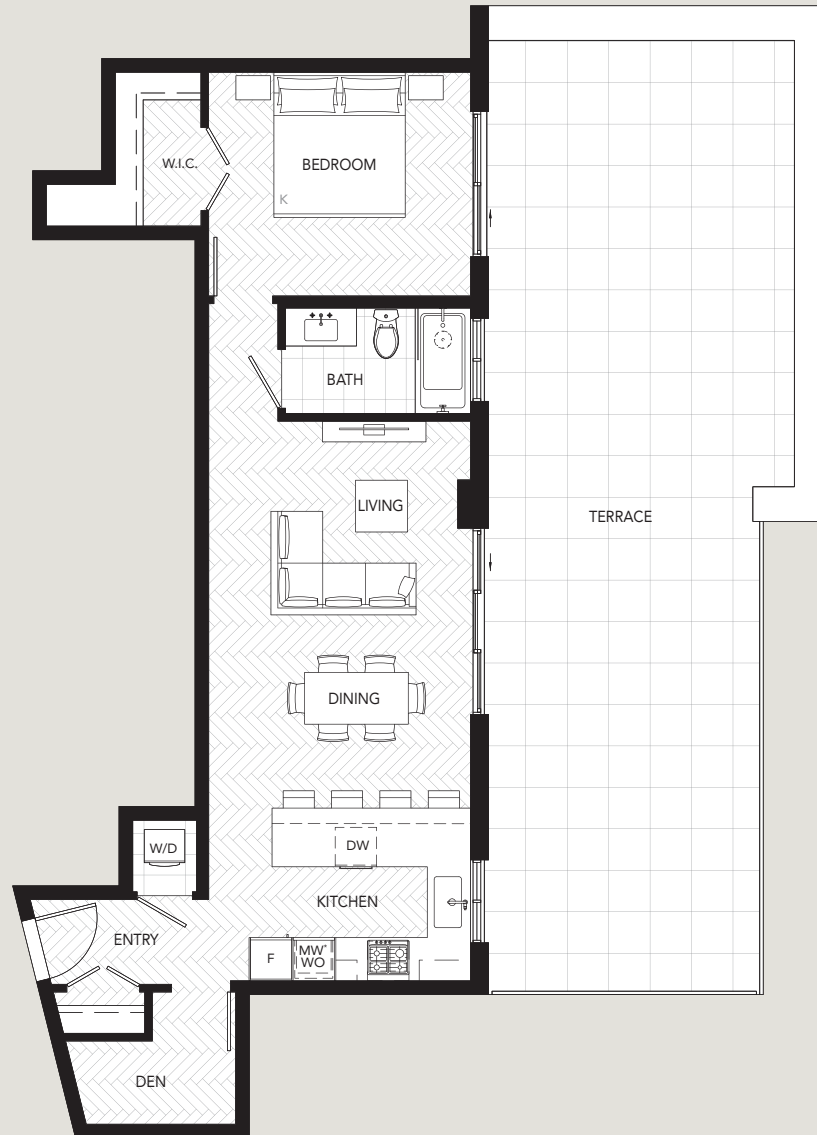 W.I.C.
BEDROOM
K
BATH
LIVING
TERRACE
DINING
DW
W/D
KITCHEN
ENTRY
F
MW*
WO
DEN